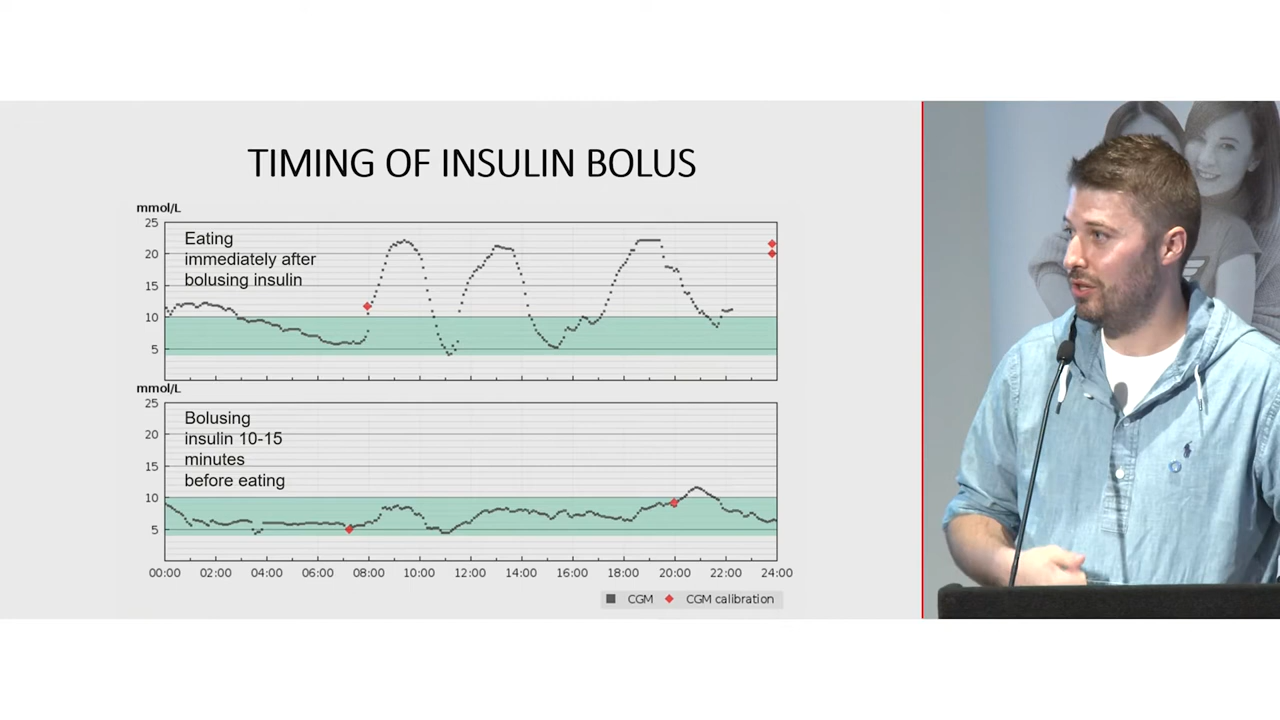 TIMING OF INSULIN BOLUS
mmol/L
25
20
15
10
5
Eating
immediately after
bolusing insulin
mmol/L
25
20
15
10
5
Bolusing
insulin 10-15
minutes
before eating
00:00 02:00 04:00 06:00 08:00 10:00 12:00 14:00 16:00 18:00 20:00 22:00 24:00
CGM CGM calibration